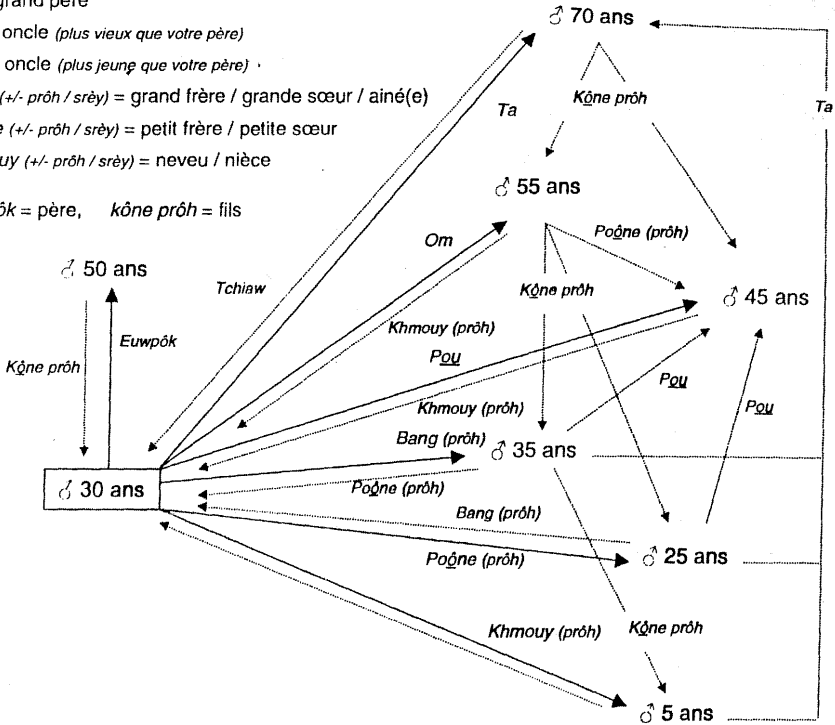 grand père
oncle (plus vieux que votre père)
oncle (plus jeune que votre père)
(+/- prôh / srèy) = grand frère / grande sœur / ainé(e)
(+/- prôh / srèy) = petit frère / petite sœur
uy (+/- prôh / srèy) = neveu / nièce
ôk = père, kône prôh = fils
♂ 70 ans
Kône prôh
Ta
Ta
♂ 55 ans
Om
Poône (prôh)
♂ 50 ans
Tchiaw
Kône prôh
♂ 45 ans
Khmouy (prôh)
Euwpôk
Pou
Kône prôh
Pou
Khmouy (prôh)
Pou
Bang (prôh)
♂ 35 ans
♂ 30 ans
Poône (prôh)
Bang (prôh)
Poône (prôh)
♂ 25 ans
Khmouy (prôh)
Kône prôh
♂ 5 ans